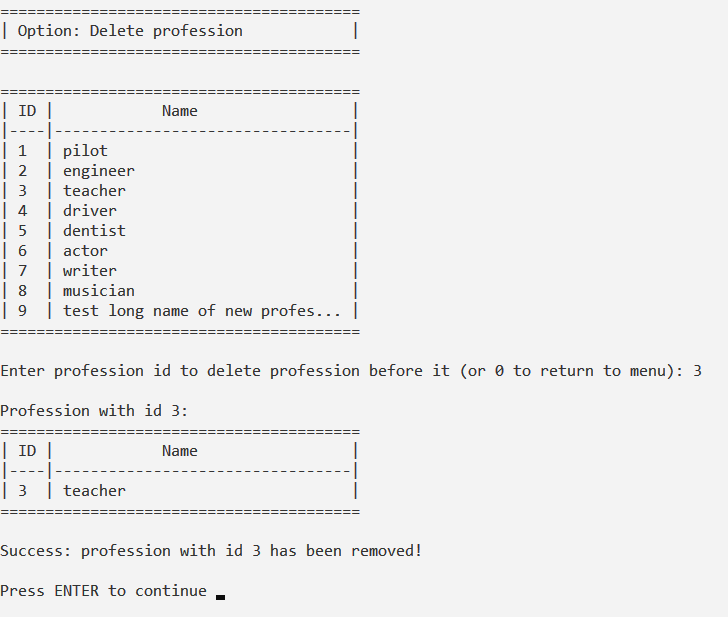 ========================================
| Option: Delete profession            |
========================================
========================================
| ID |            Name                 |
|----|---------------------------------|
| 1  | pilot                           |
| 2  | engineer                        |
| 3  | teacher                         |
| 4  | driver                          |
| 5  | dentist                         |
| 6  | actor                           |
| 7  | writer                          |
| 8  | musician                        |
| 9  | test long name of new profes... |
========================================
Enter profession id to delete profession before it (or 0 to return to menu): 3
Profession with id 3:
========================================
| ID |            Name                 |
|----|---------------------------------|
| 3  | teacher                         |
========================================
Success: profession with id 3 has been removed!
Press ENTER to continue